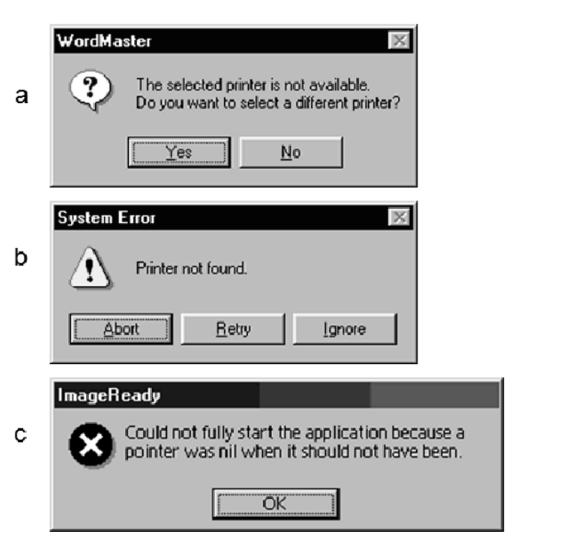 WordMaster
a
The selected printer is not available.
Do you want to select a different printer?
Yes No
System Error
b
Printer not found.
Abort Retry Ignore
ImageReady
c
Could not fully start the application because a
pointer was nil when it should not have been.
OK